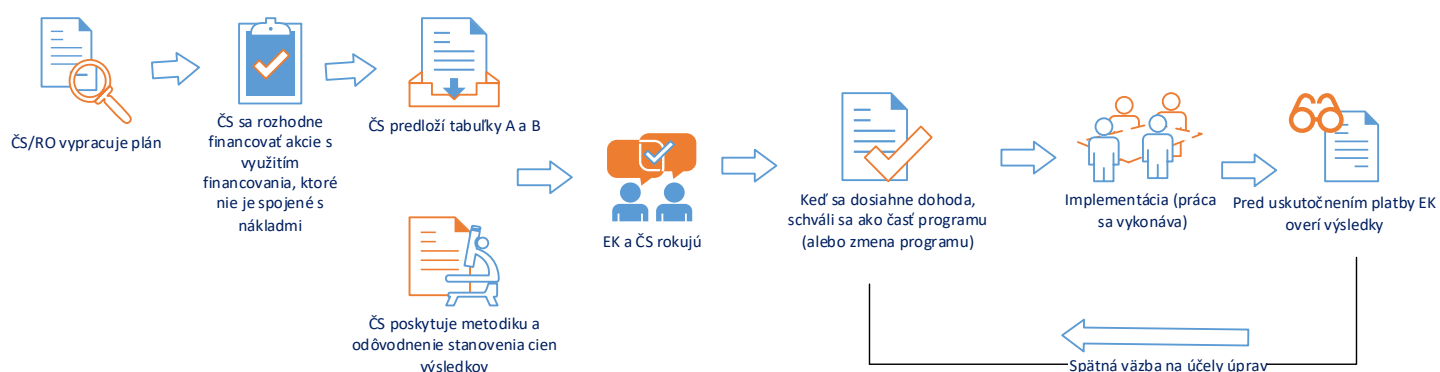 ČS/RO vypracuje plán
ČS sa rozhodne
financovať akcie s
využitím
financovania, ktoré
nie je spojené s
nákladmi
ČS predloží tabuľky A a B
ČS poskytuje metodiku a
odôvodnenie stanovenia cien
výsledkov
EK a ČS rokujú
Keď sa dosiahne dohoda,
schváli sa ako časť programu
(alebo zmena programu)
Implementácia (práca
sa vykonáva)
Pred uskutočnením platby EK
overí výsledky
Spätná väzba na účely úprav